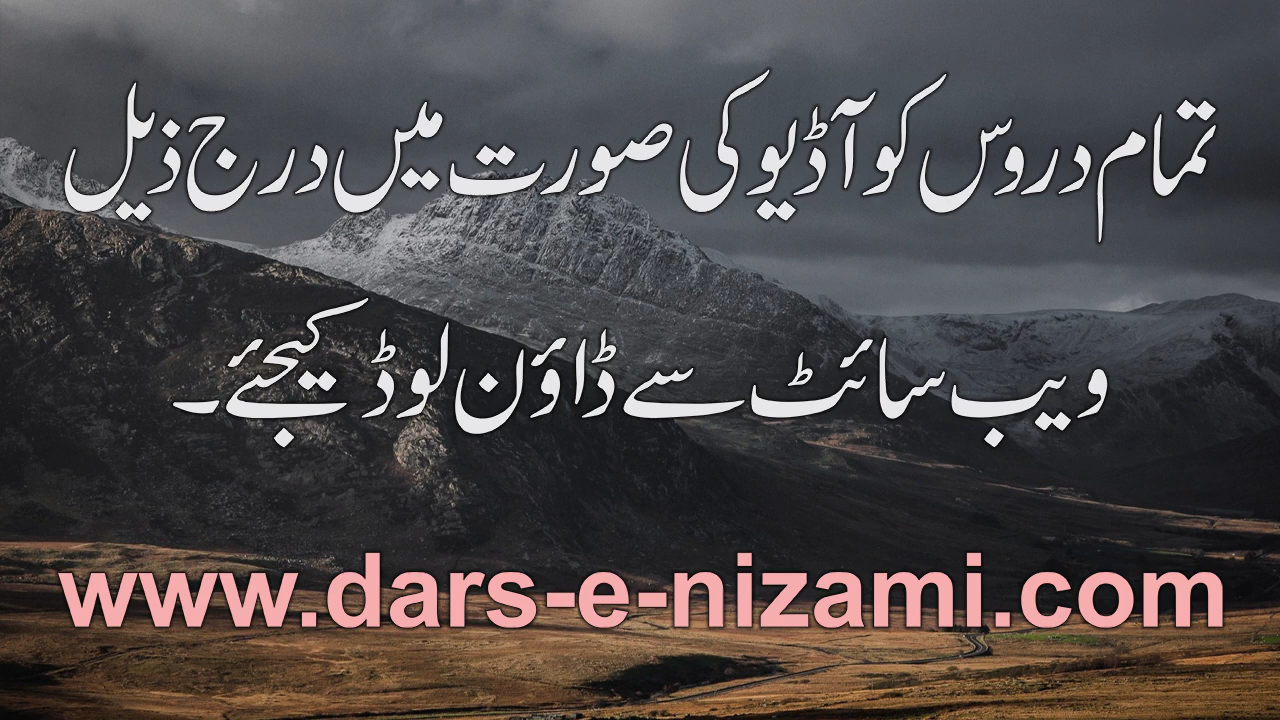 تمام دروس کو آڈیو کی صورت میں درج ذیل
ویب سائٹ سے ڈاؤن لوڈ کیجئے۔
www.dars-e-nizami.com